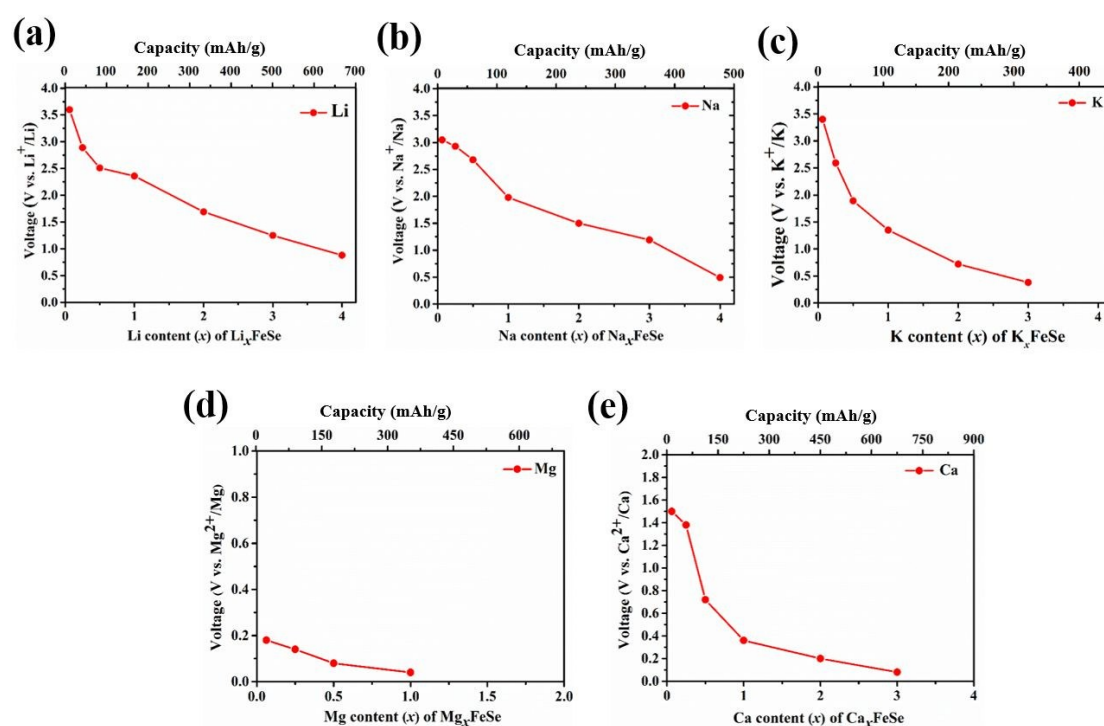 (a)
Capacity (mAh/g)
0 100 200 300 400 500 600 700
Li
Voltage (V vs. Li⁺/Li)
4.0
3.5
3.0
2.5
2.0
1.5
1.0
0.5
0.0
0 1 2 3 4
Li content (x) of LiₓFeSe
(b)
Capacity (mAh/g)
0 100 200 300 400 500
Na
Voltage (V vs. Na⁺/Na)
4.0
3.5
3.0
2.5
2.0
1.5
1.0
0.5
0.0
0 1 2 3 4
Na content (x) of NaₓFeSe
(c)
Capacity (mAh/g)
0 100 200 300 400
K
Voltage (V vs. K⁺/K)
4.0
3.5
3.0
2.5
2.0
1.5
1.0
0.5
0.0
0 1 2 3 4
K content (x) of KₓFeSe
(d)
Capacity (mAh/g)
0 150 300 450 600
Mg
Voltage (V vs. Mg²⁺/Mg)
1.0
0.8
0.6
0.4
0.2
0.0
0.0 0.5 1.0 1.5 2.0
Mg content (x) of MgₓFeSe
(e)
Capacity (mAh/g)
0 150 300 450 600 750 900
Ca
Voltage (V vs. Ca²⁺/Ca)
2.0
1.8
1.6
1.4
1.2
1.0
0.8
0.6
0.4
0.2
0.0
0 1 2 3 4
Ca content (x) of CaₓFeSe